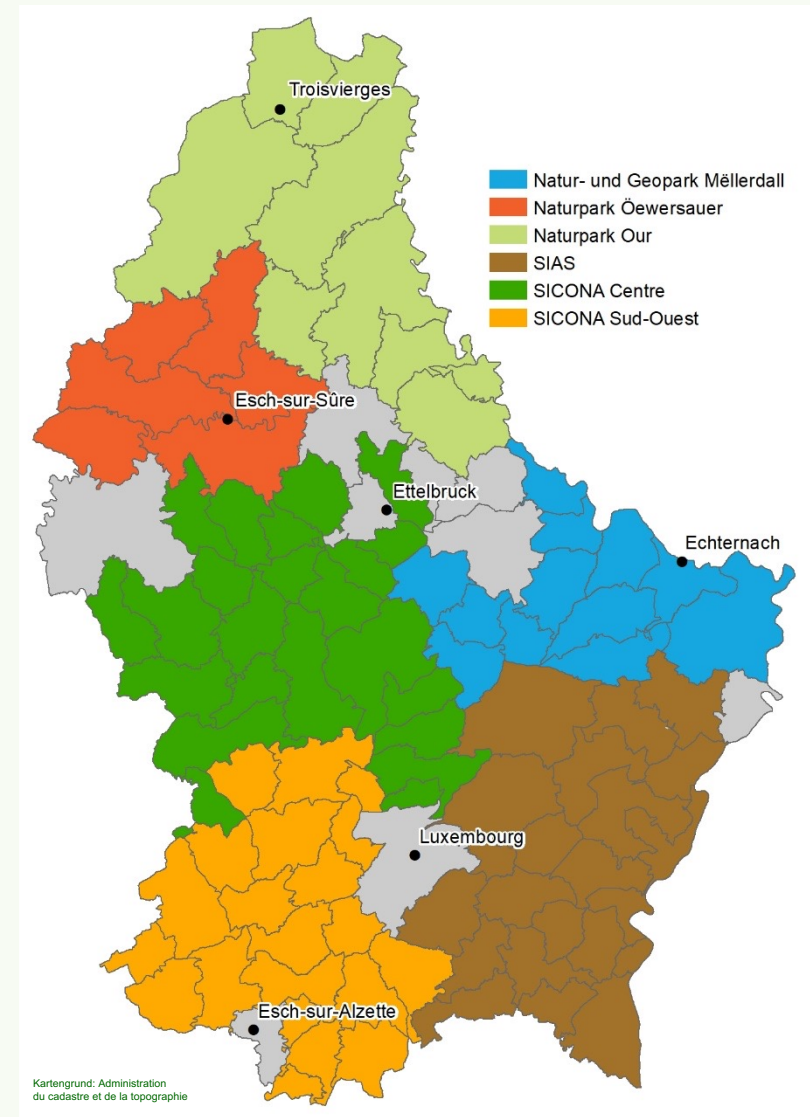 Troisvierges
Natur- und Geopark Mëllerdall
Naturpark Öewersauer
Naturpark Our
SIAS
SICONA Centre
SICONA Sud-Ouest
Esch-sur-Sûre
Ettelbruck
Echternach
Luxembourg
Esch-sur-Alzette
Kartengrund: Administration
du cadastre et de la topographie